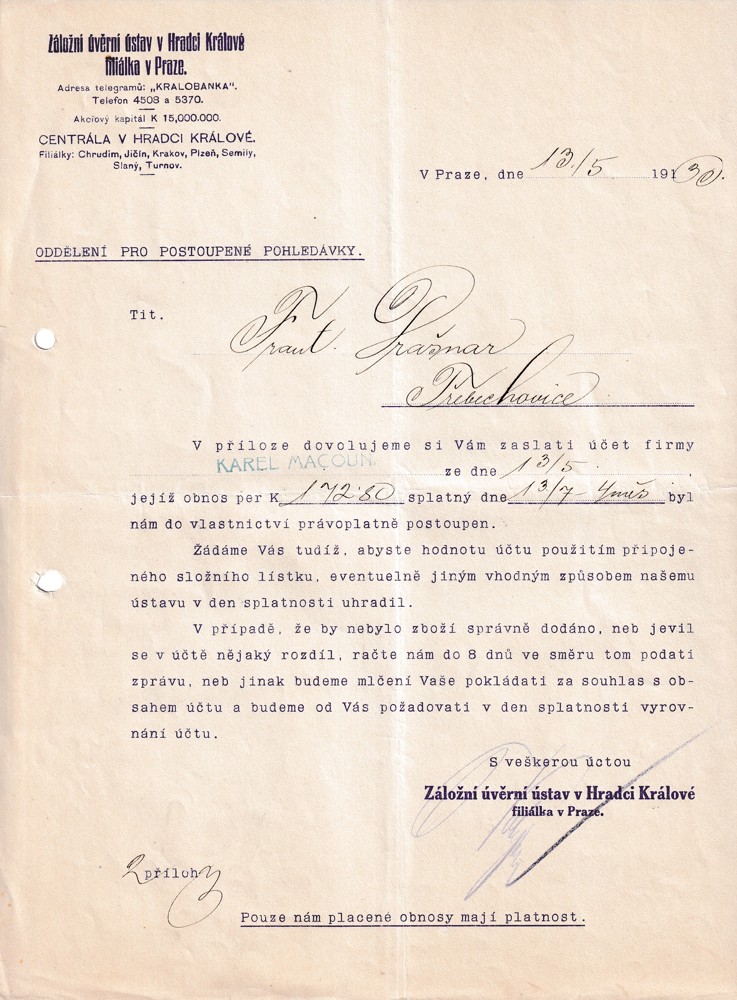 Záložní úvěrní ústav v Hradci Králové
filiálka v Praze.
Adresa telegramů: „KRALOBANKA“.
Telefon 4508 a 5370.
Akciový kapitál K 15,000.000.
CENTRÁLA V HRADCI KRÁLOVÉ.
Filiálky: Chrudim, Jičín, Krakov, Plzeň, Semily,
Slaný, Turnov.
V Praze, dne 13./5 191
ODDĚLENÍ PRO POSTOUPENÉ POHLEDÁVKY.
Tit.
Frant. Pražnar
Třebechovice
V příloze dovolujeme si Vám zaslati účet firmy
KAREL MACOUN. ze dne 13/5 ,
jejíž obnos per K 172·80 splatný dne 13/7 - 4měs byl
nám do vlastnictví právoplatně postoupen.
Žádáme Vás tudíž, abyste hodnotu účtu použitím připoje-
ného složního lístku, eventuelně jiným vhodným způsobem našemu
ústavu v den splatnosti uhradil.
V případě, že by nebylo zboží správně dodáno, neb jevil
se v účtě nějaký rozdíl, račte nám do 8 dnů ve směru tom podati
zprávu, neb jinak budeme mlčení Vaše pokládati za souhlas s ob-
sahem účtu a budeme od Vás požadovati v den splatnosti vyrov-
nání účtu.
S veškerou úctou
Záložní úvěrní ústav v Hradci Králové
filiálka v Praze.
2 přílohy
Pouze nám placené obnosy mají platnost.